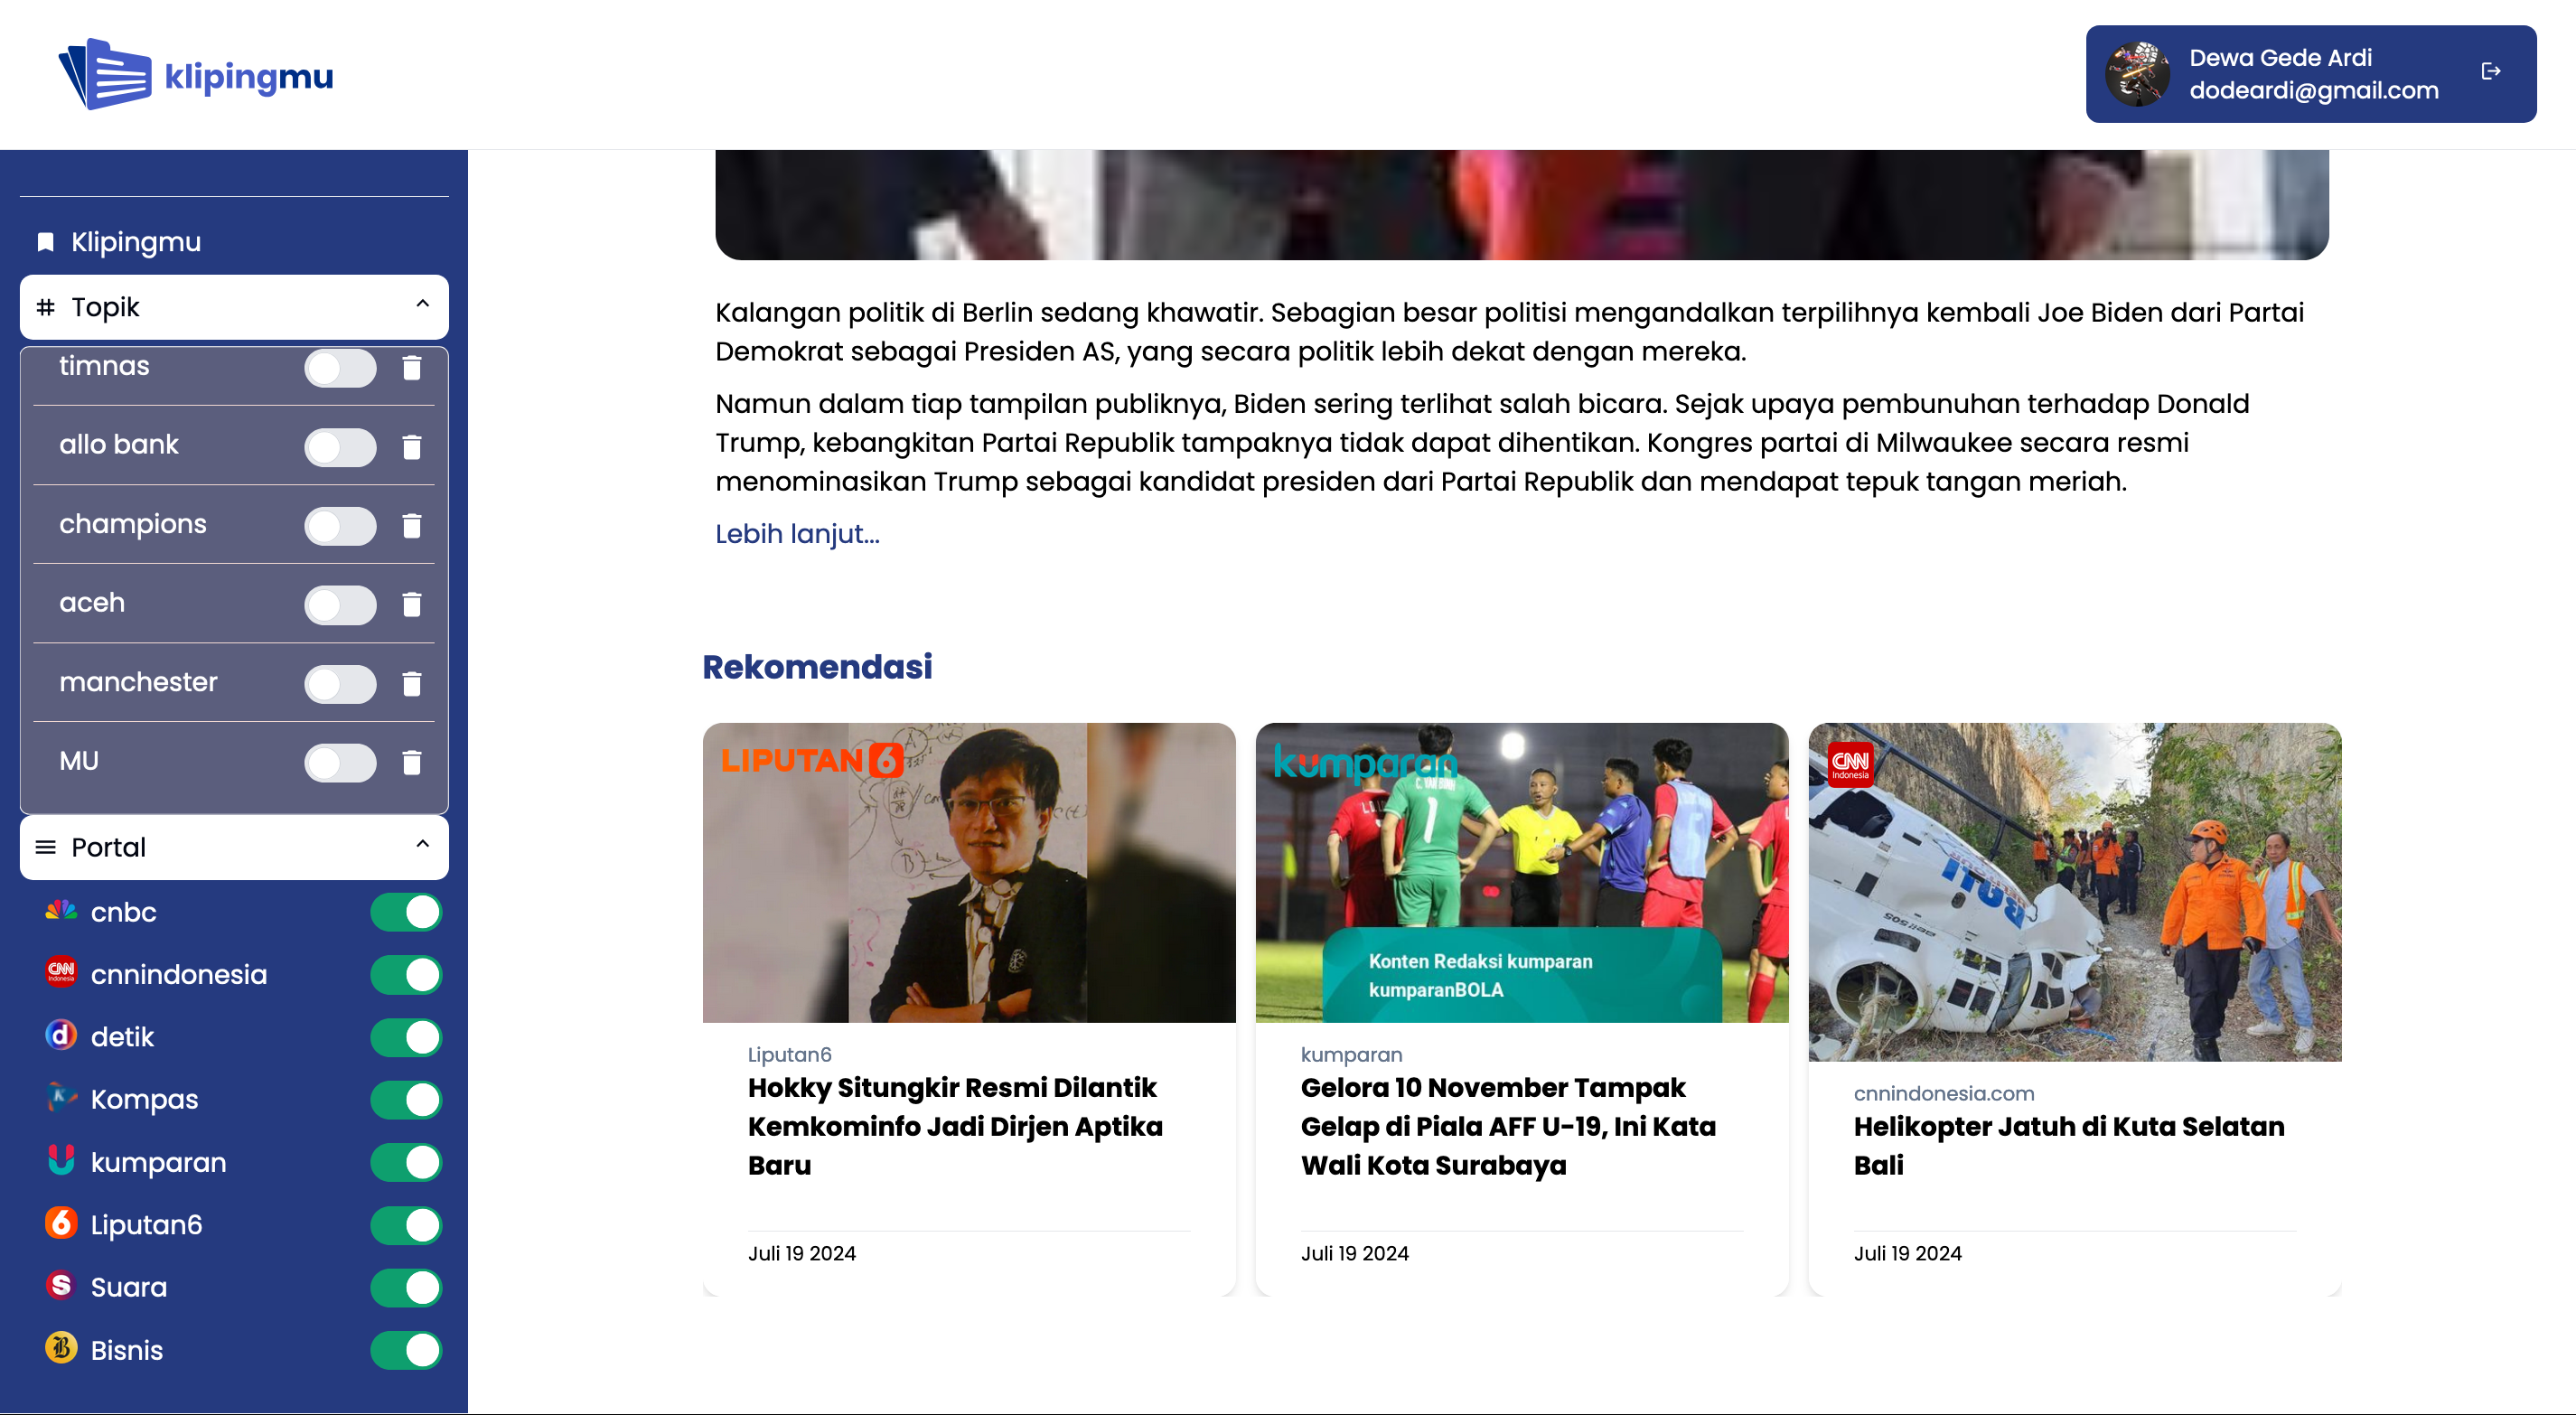 klipingmu
Dewa Gede Ardi
dodeardi@gmail.com
Klipingmu
Topik
timnas
allo bank
champions
aceh
manchester
MU
Portal
cnbc
cnnindonesia
detik
Kompas
kumparan
Liputan6
Suara
Bisnis
Kalangan politik di Berlin sedang khawatir. Sebagian besar politisi mengandalkan terpilihnya kembali Joe Biden dari Partai
Demokrat sebagai Presiden AS, yang secara politik lebih dekat dengan mereka.
Namun dalam tiap tampilan publiknya, Biden sering terlihat salah bicara. Sejak upaya pembunuhan terhadap Donald
Trump, kebangkitan Partai Republik tampaknya tidak dapat dihentikan. Kongres partai di Milwaukee secara resmi
menominasikan Trump sebagai kandidat presiden dari Partai Republik dan mendapat tepuk tangan meriah.
Lebih lanjut...
Rekomendasi
LIPUTAN 6
Liputan6
Hokky Situngkir Resmi Dilantik
Kemkominfo Jadi Dirjen Aptika
Baru
Juli 19 2024
kumparan
1
Konten Redaksi kumparan
kumparanBOLA
kumparan
Gelora 10 November Tampak
Gelap di Piala AFF U-19, Ini Kata
Wali Kota Surabaya
Juli 19 2024
CNN
Indonesia
cnnindonesia.com
Helikopter Jatuh di Kuta Selatan
Bali
Juli 19 2024